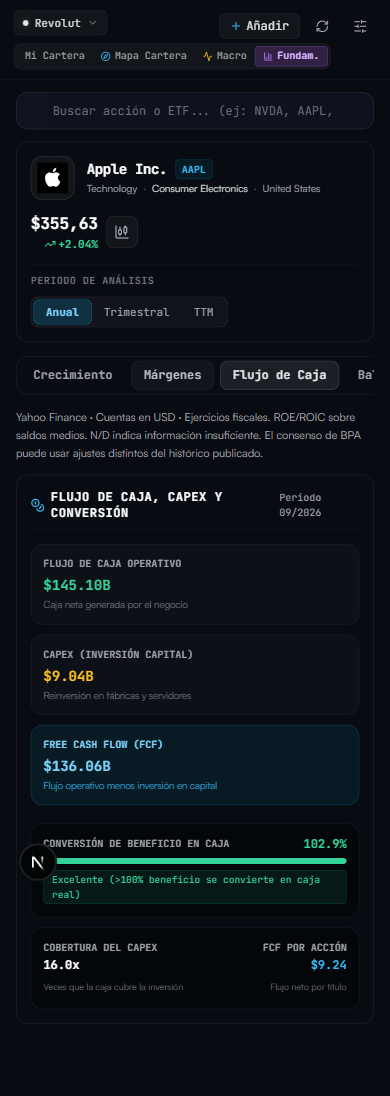 Revolut
Añadir
Mi Cartera
Mapa Cartera
Macro
Fundam.
Buscar acción o ETF... (ej: NVDA, AAPL,
Apple Inc. AAPL
Technology · Consumer Electronics · United States
$355,63
+2.04%
PERIODO DE ANÁLISIS
Anual
Trimestral
TTM
Crecimiento
Márgenes
Flujo de Caja
Yahoo Finance · Cuentas en USD · Ejercicios fiscales. ROE/ROIC sobre
saldos medios. N/D indica información insuficiente. El consenso de BPA
puede usar ajustes distintos del histórico publicado.
FLUJO DE CAJA, CAPEX Y
CONVERSIÓN
Periodo
09/2026
FLUJO DE CAJA OPERATIVO
$145.10B
Caja neta generada por el negocio
CAPEX (INVERSIÓN CAPITAL)
$9.04B
Reinversión en fábricas y servidores
FREE CASH FLOW (FCF)
$136.06B
Flujo operativo menos inversión en capital
CONVERSIÓN DE BENEFICIO EN CAJA 102.9%
N
Excelente (>100% beneficio se convierte en caja
real)
COBERTURA DEL CAPEX
16.0x
Veces que la caja cubre la inversión
FCF POR ACCIÓN
$9.24
Flujo neto por título